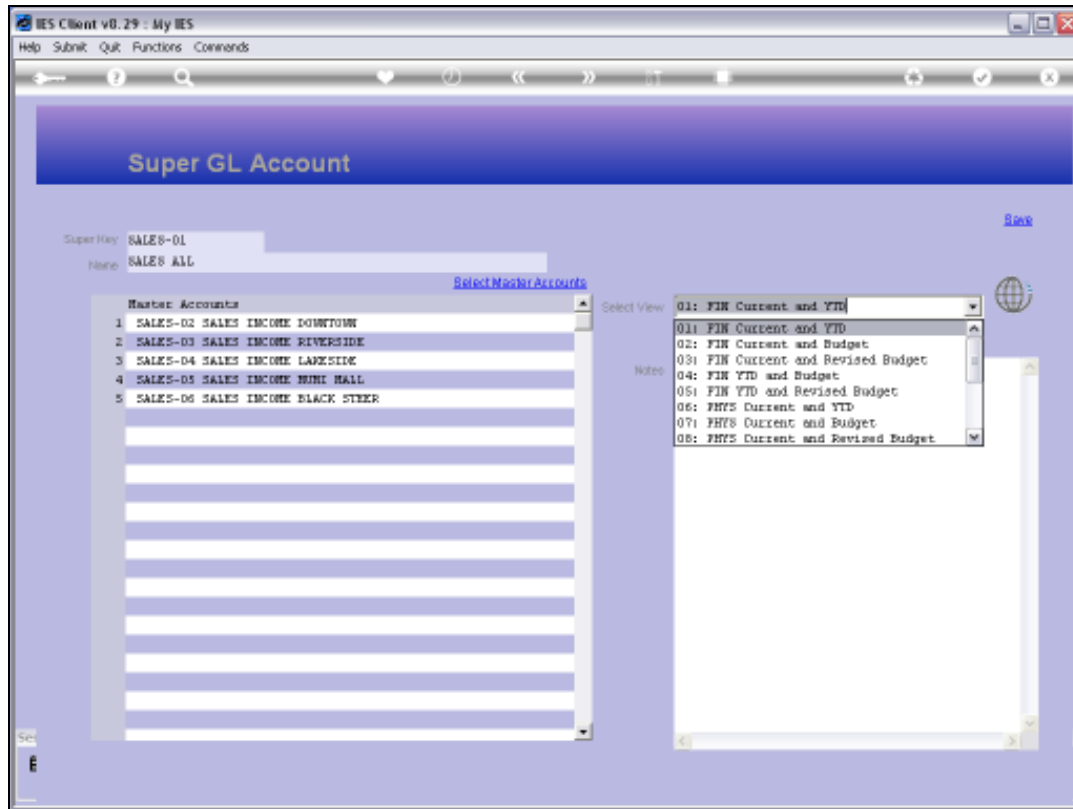 IES Client v8.29 : My IES
Help Submit Quit Functions Commands
Super GL Account
Save
Super Key SALES-01
Name SALES ALL
Select Master Accounts
Master Accounts
1 SALES-02 SALES INCOME DOWNTOWN
2 SALES-03 SALES INCOME RIVERSIDE
3 SALES-04 SALES INCOME LAKESIDE
4 SALES-05 SALES INCOME MUMI MALL
5 SALES-06 SALES INCOME BLACK STEER
Select View 01: FIN Current and YTD
01: FIN Current and YTD
02: FIN Current and Budget
03: FIN Current and Revised Budget
04: FIN YTD and Budget
05: FIN YTD and Revised Budget
06: PHYS Current and YTD
07: PHYS Current and Budget
08: PHYS Current and Revised Budget
Notes